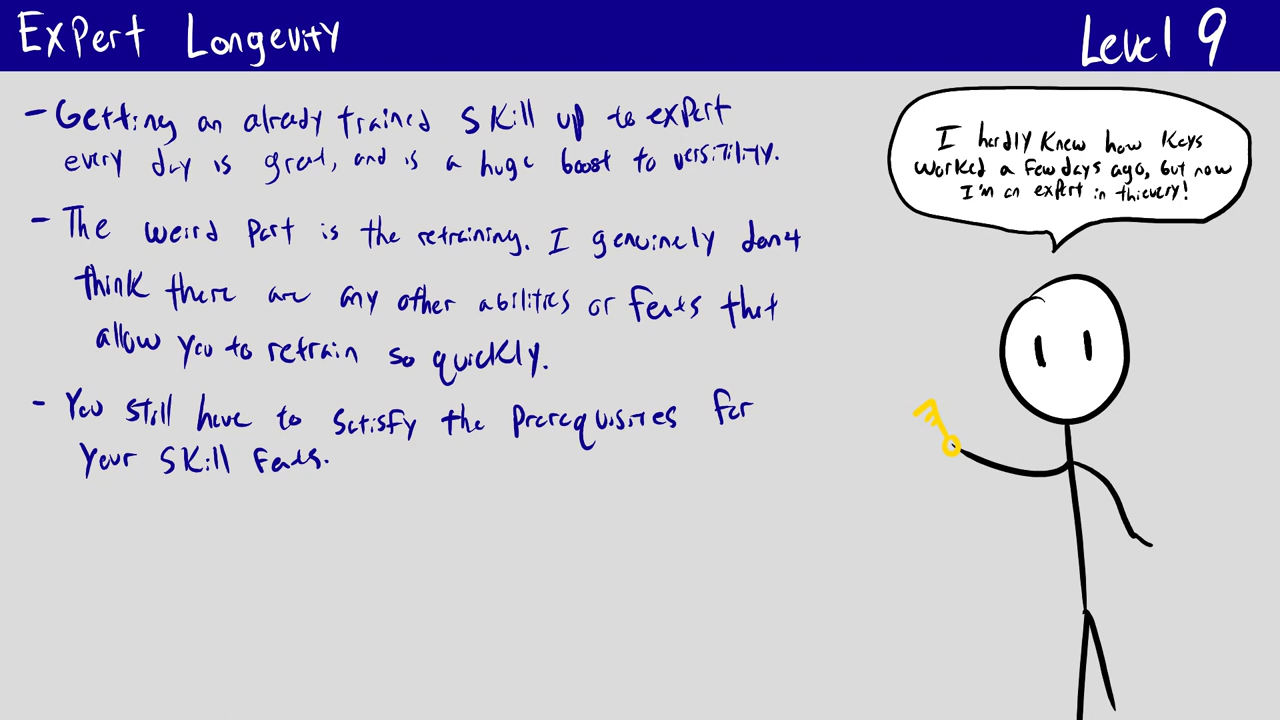 Expert Longevity
Level 9
- Getting an already trained skill up to expert
every day is great, and is a huge boost to versitility.
- The weird part is the retraining. I genuinely don't
think there are any other abilities or feats that
allow you to retrain so quickly.
- You still have to satisfy the prerequisites for
your skill feats.
I hardly knew how keys
worked a few days ago, but now
I'm an expert in thievery!